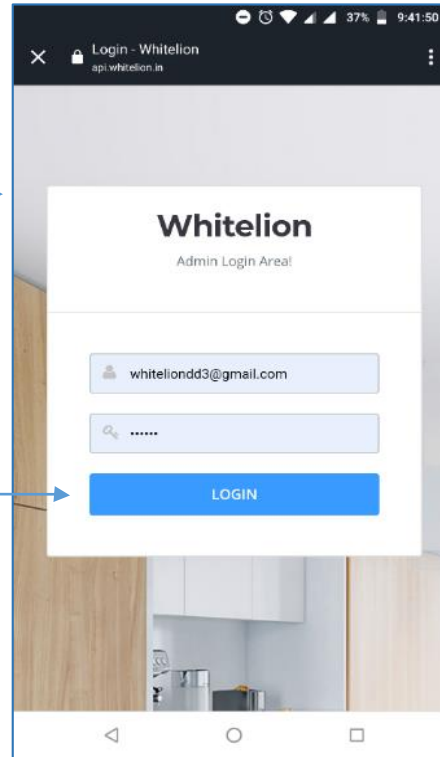 37% 9:41:50
Login - Whitelion
api.whitelion.in
Whitelion
Admin Login Area!
whiteliondd3@gmail.com
••••••
LOGIN